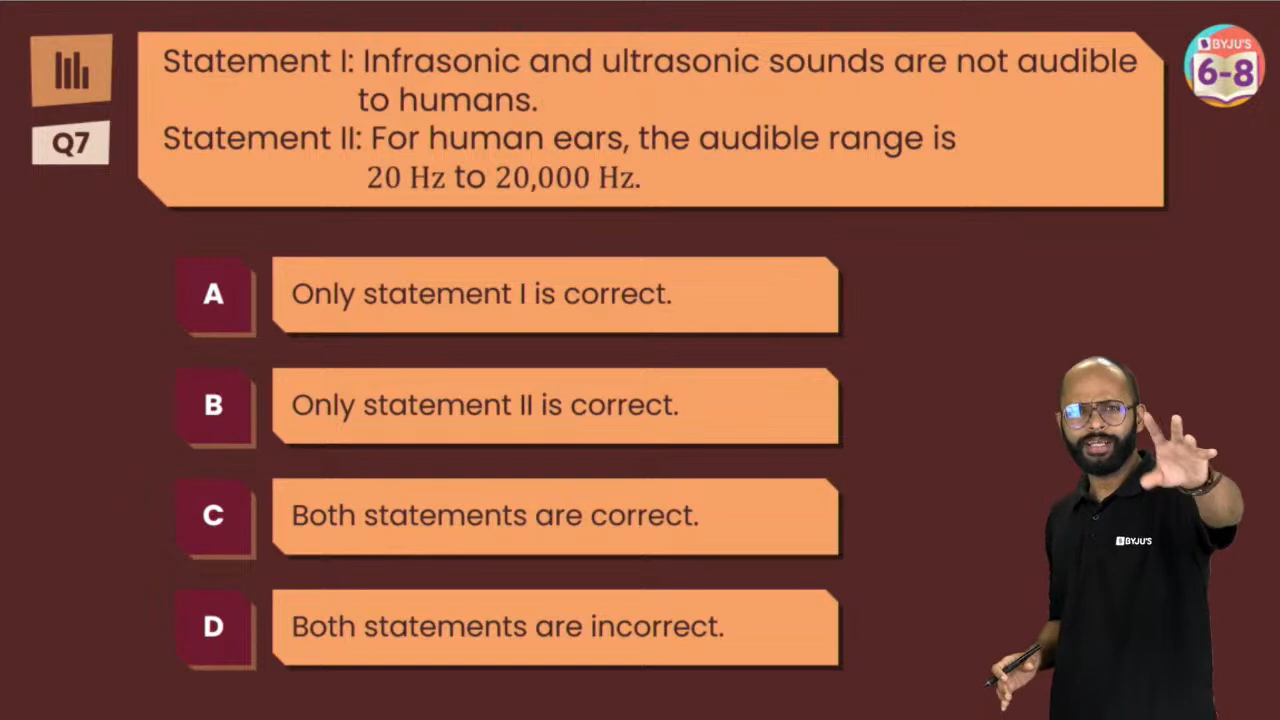 BYJU'S
6-8
Q7
Statement I: Infrasonic and ultrasonic sounds are not audible
to humans.
Statement II: For human ears, the audible range is
20 Hz to 20,000 Hz.
A
Only statement I is correct.
B
Only statement II is correct.
C
Both statements are correct.
D
Both statements are incorrect.
BYJU'S